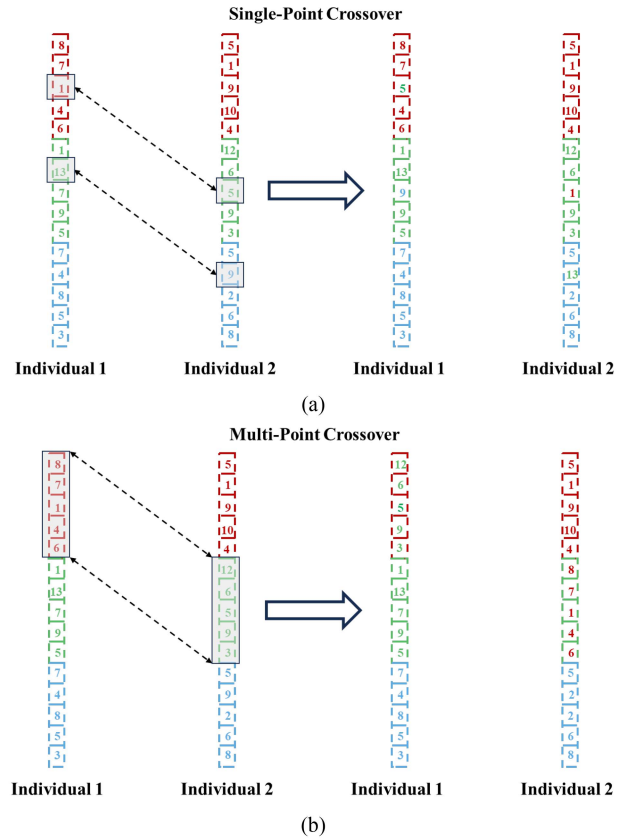 Single-Point Crossover
8 5 8 5
7 1 7 1
1 9 5 9
4 10 4 10
6 4 6 4
1 12 1 12
13 6 13 6
7 5 9 1
9 9 9 9
5 3 5 3
7 5 7 5
4 9 4 13
8 2 8 2
5 6 5 6
3 8 3 8
Individual 1 Individual 2 Individual 1 Individual 2
(a)
Multi-Point Crossover
8 5 12 5
7 1 6 1
1 9 5 9
4 10 9 10
6 4 3 4
1 12 1 8
13 6 13 7
7 5 7 1
9 9 9 4
5 3 5 6
7 5 7 5
4 9 4 2
8 2 8 2
5 6 5 6
3 8 3 8
Individual 1 Individual 2 Individual 1 Individual 2
(b)